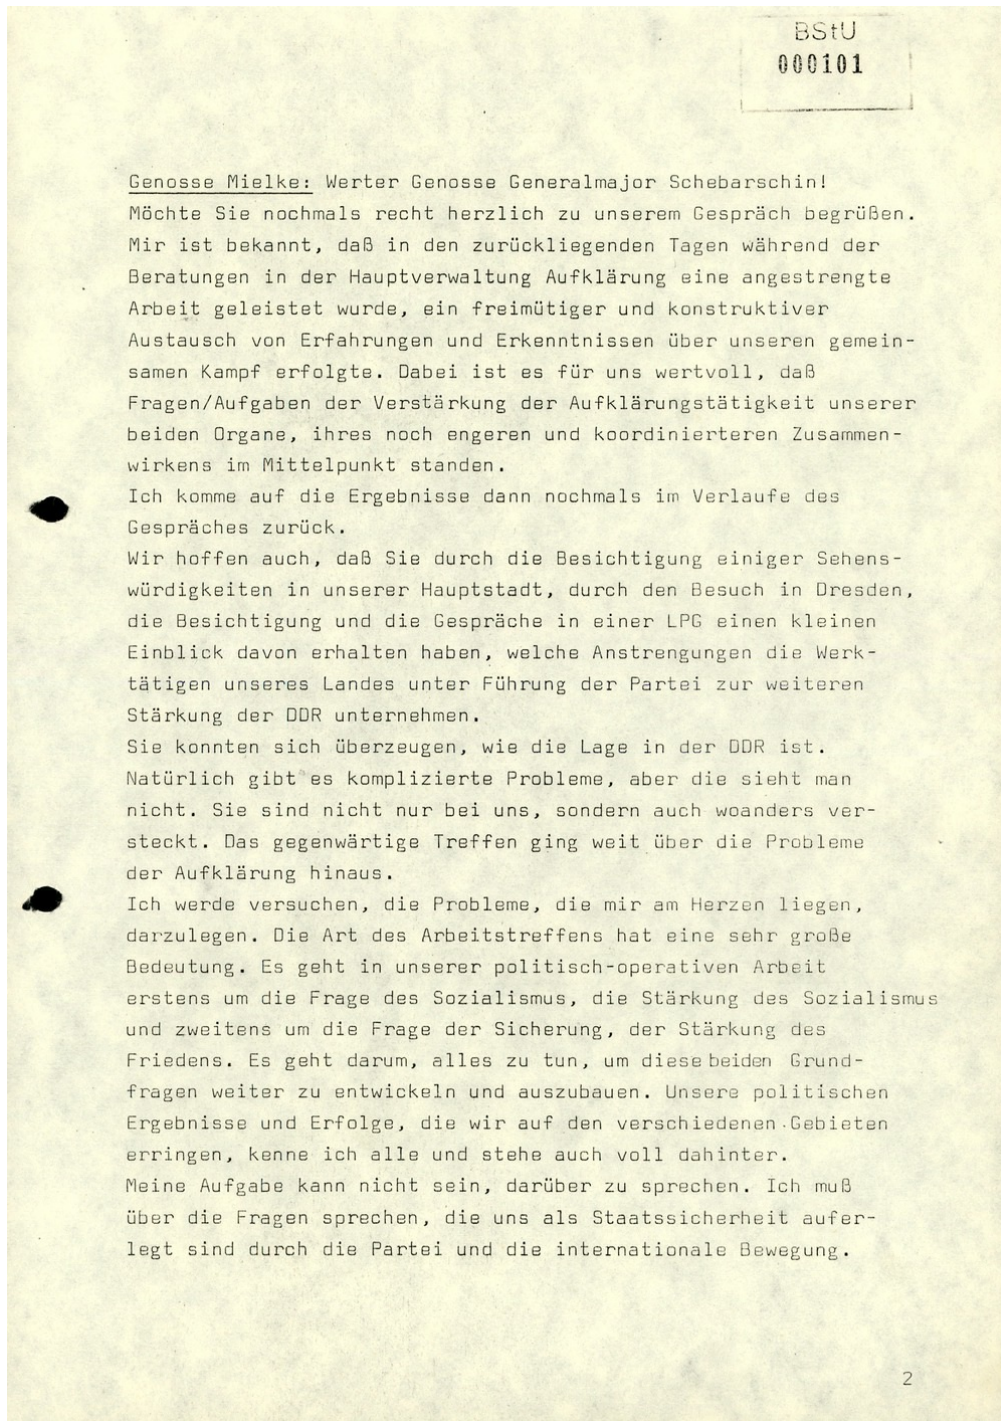 BStU
000101
Genosse Mielke: Werter Genosse Generalmajor Schebarschin!
Möchte Sie nochmals recht herzlich zu unserem Gespräch begrüßen.
Mir ist bekannt, daß in den zurückliegenden Tagen während der
Beratungen in der Hauptverwaltung Aufklärung eine angestrengte
Arbeit geleistet wurde, ein freimütiger und konstruktiver
Austausch von Erfahrungen und Erkenntnissen über unseren gemein-
samen Kampf erfolgte. Dabei ist es für uns wertvoll, daß
Fragen/Aufgaben der Verstärkung der Aufklärungstätigkeit unserer
beiden Organe, ihres noch engeren und koordinierteren Zusammen-
wirkens im Mittelpunkt standen.
Ich komme auf die Ergebnisse dann nochmals im Verlaufe des
Gespräches zurück.
Wir hoffen auch, daß Sie durch die Besichtigung einiger Sehens-
würdigkeiten in unserer Hauptstadt, durch den Besuch in Dresden,
die Besichtigung und die Gespräche in einer LPG einen kleinen
Einblick davon erhalten haben, welche Anstrengungen die Werk-
tätigen unseres Landes unter Führung der Partei zur weiteren
Stärkung der DDR unternehmen.
Sie konnten sich überzeugen, wie die Lage in der DDR ist.
Natürlich gibt es komplizierte Probleme, aber die sieht man
nicht. Sie sind nicht nur bei uns, sondern auch woanders ver-
steckt. Das gegenwärtige Treffen ging weit über die Probleme
der Aufklärung hinaus.
Ich werde versuchen, die Probleme, die mir am Herzen liegen,
darzulegen. Die Art des Arbeitstreffens hat eine sehr große
Bedeutung. Es geht in unserer politisch-operativen Arbeit
erstens um die Frage des Sozialismus, die Stärkung des Sozialismus
und zweitens um die Frage der Sicherung, der Stärkung des
Friedens. Es geht darum, alles zu tun, um diese beiden Grund-
fragen weiter zu entwickeln und auszubauen. Unsere politischen
Ergebnisse und Erfolge, die wir auf den verschiedenen Gebieten
erringen, kenne ich alle und stehe auch voll dahinter.
Meine Aufgabe kann nicht sein, darüber zu sprechen. Ich muß
über die Fragen sprechen, die uns als Staatssicherheit aufer-
legt sind durch die Partei und die internationale Bewegung.
2